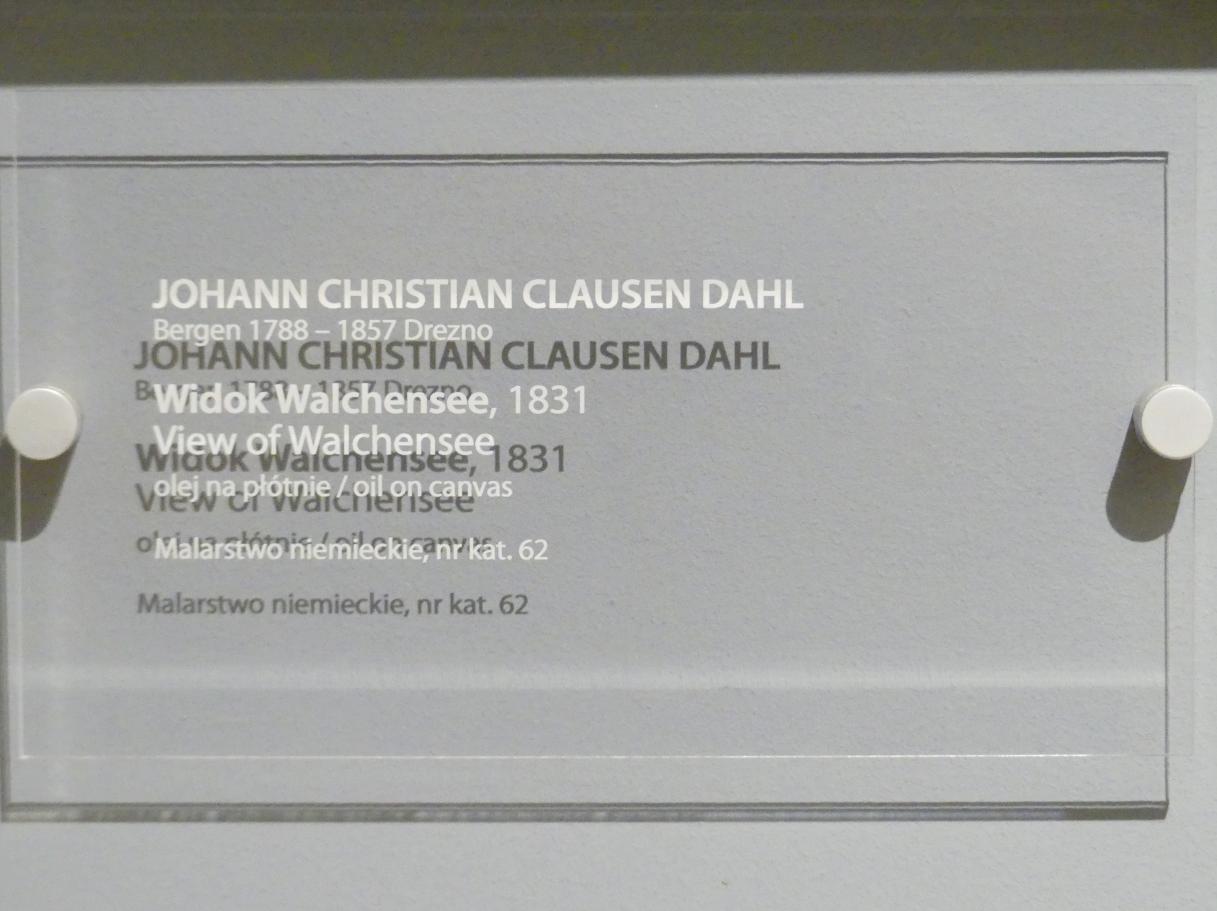 JOHANN CHRISTIAN CLAUSEN DAHL
Bergen 1788 – 1857 Drezno
Widok Walchensee, 1831
View of Walchensee
olej na płótnie / oil on canvas
Malarstwo niemieckie, nr kat. 62